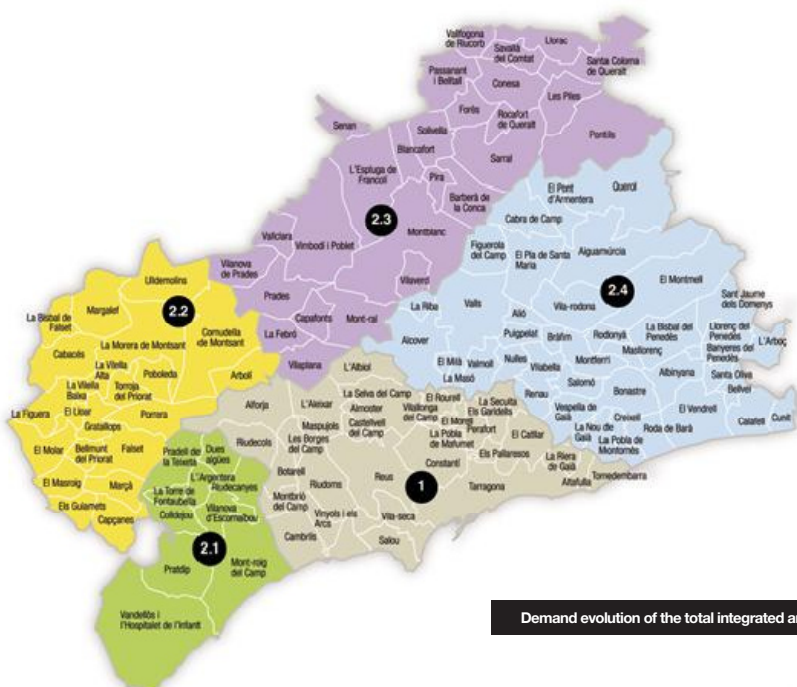 Vallfogona
de Riucorb
Llorac
Savallà
del Comtat
Santa Coloma
de Queralt
Passanant
i Belltall
Conesa
Les Piles
Forès
Rocafort
de Queralt
Senan
Solivella
Pontils
Blancafort
Sarral
L'Espluga de
Francolí
Pira
Barberà de
la Conca
2.3
Vallclara
Vimbodí i Poblet
Montblanc
Vilanova
de Prades
Vilaverd
Prades
Capafonts
Mont-ral
La Febró
Vilaplana
El Pont
d'Armentera
Querol
Cabra de Camp
Figuerola
del Camp
El Pla de Santa
Maria
Aiguamúrcia
2.4
El Montmell
La Riba
Valls
Alió
Vila-rodona
Sant Jaume
dels Domenys
Puigpelat
Bràfim
Rodonyà
La Bisbal del
Penedès
Llorenç del
Penedès
L'Arboç
Alcover
Masllorenç
Banyeres del
Penedès
El Milà
Vallmoll
Nulles
Vilabella
Montferri
Albinyana
Santa Oliva
La Masó
Renau
Salomó
Bonastre
Bellvei
Vespella de
Gaià
El Vendrell
Creixell
La Nou de
Gaià
Roda de Barà
Calafell
Cunit
La Pobla de
Montornès
Ulldemolins
2.2
Margalef
La Bisbal de
Falset
Cornudella
de Montsant
La Morera de Montsant
Cabacés
La Vilella
Alta
Poboleda
Arbolí
La Vilella
Baixa
Torroja
del Priorat
La Figuera
El Lloar
Porrera
Gratallops
El Molar
Bellmunt
del Priorat
Falset
El Masroig
Marçà
Els Guiamets
Capçanes
Pradell de
la Teixeta
Dues
aigües
L'Argentera
La Torre de
Fontaubella
Riudecanyes
Colldejou
Vilanova
d'Escornalbou
2.1
Pratdip
Mont-roig
del Camp
Vandellòs i
l'Hospitalet de l'Infant
L'Albiol
Alforja
L'Aleixar
La Selva del Camp
El Rourell
La Secuita
Almoster
Vilallonga
del Camp
Els Garidells
Maspujols
Castellvell
del Camp
El Morell
Perafort
Riudecols
Les Borges
del Camp
La Pobla
de Mafumet
El Catllar
Els Pallaresos
La Riera
de Gaià
Botarell
Constantí
Reus
1
Torredembarra
Riudoms
Tarragona
Altafulla
Montbrió
del Camp
Vinyols i els
Arcs
Vila-seca
Cambrils
Salou
Demand evolution of the total integrated ar